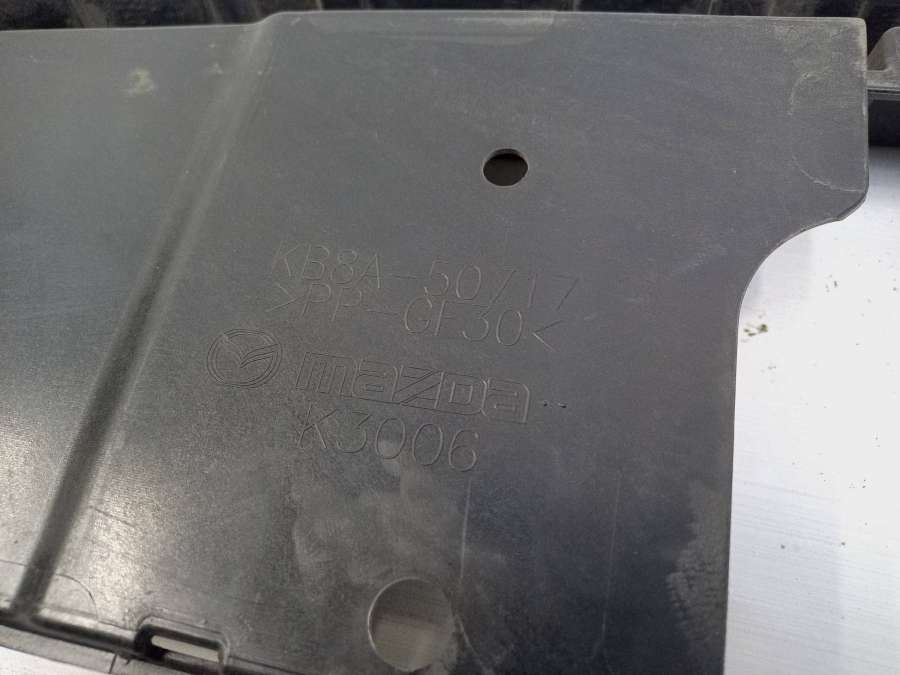 KB8A-50717
>PP-GF30<
mazda
K3006